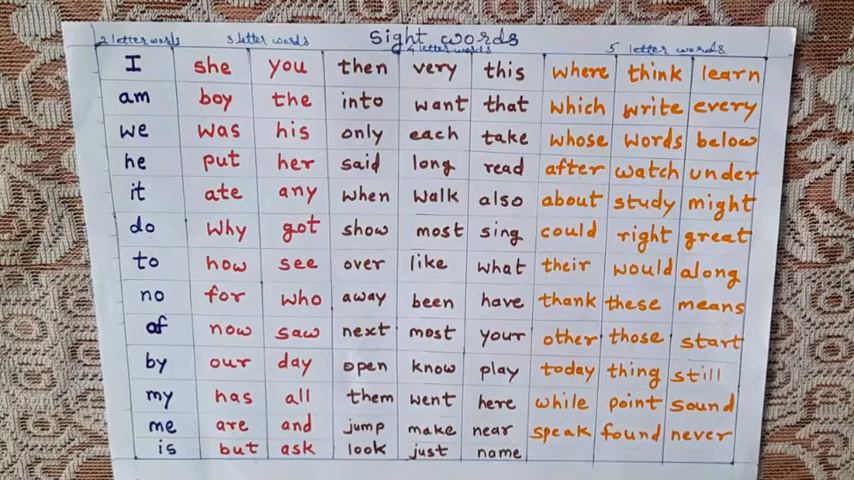 Sight words
2 letter words 3 letter words 4 letter words 5 letter words
I she you then very this where think learn
am boy the into want that which write every
we was his only each take whose words below
he put her said long read after watch under
it ate any when walk also about study might
do why got show most sing could right great
to how see over like what their would along
no for who away been have thank these means
of now saw next most your other those start
by our day open know play today thing still
my has all them went here while point sound
me are and jump make near speak found never
is but ask look just name